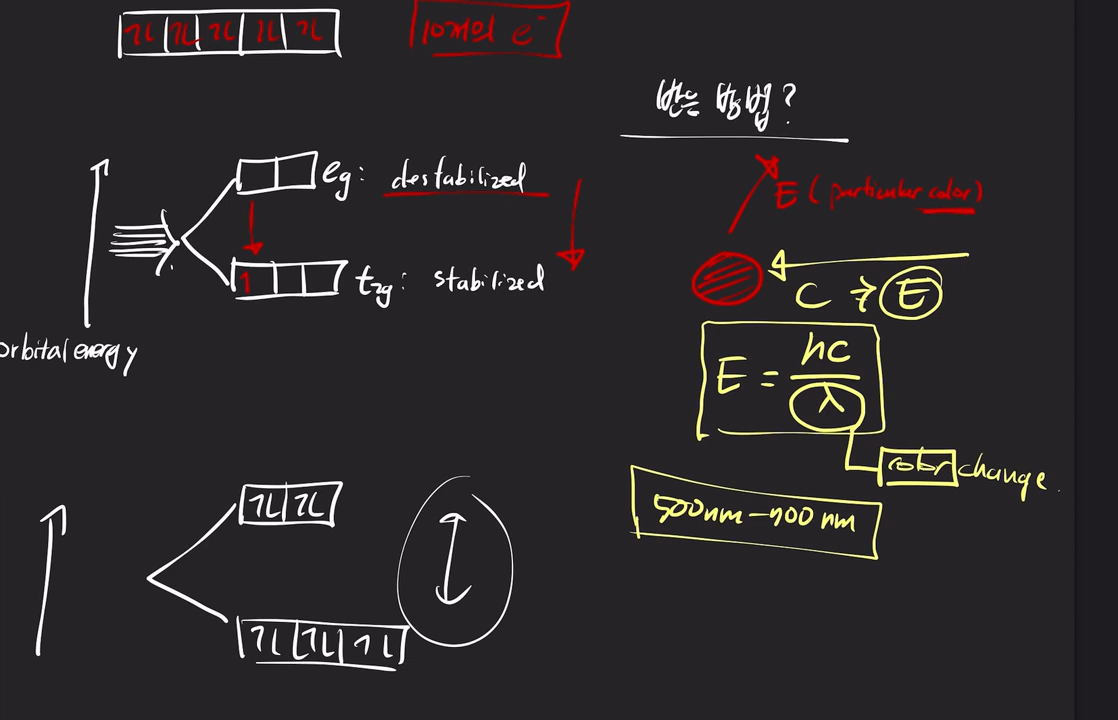 10개의 e⁻
받은 방법?
eg: destabilized
E (particular color)
t2g: stabilized
C → E
orbital energy
E = hc/λ
color change
500nm - 700nm